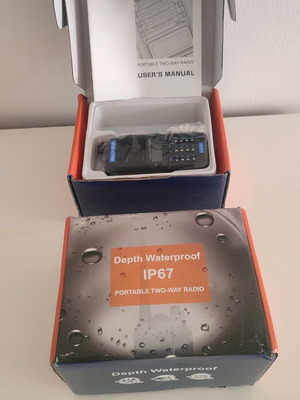 PORTABLE TWO-WAY RADIO
USER'S MANUAL
Depth Waterproof
IP67
PORTABLE TWO-WAY RADIO
Depth Waterproof